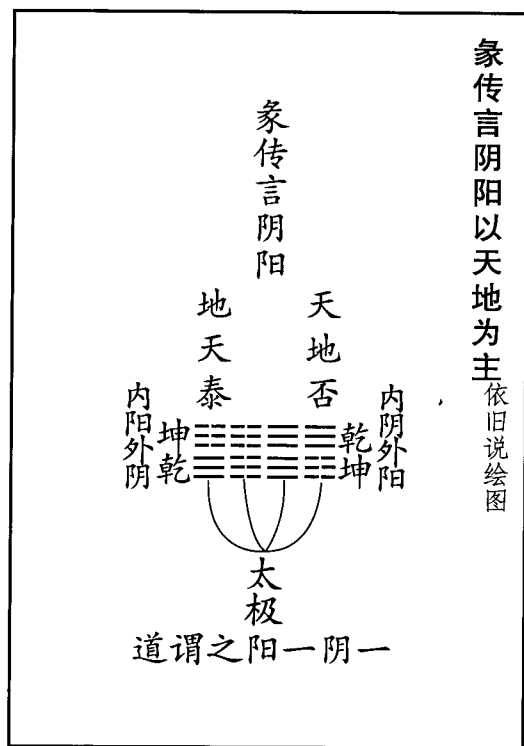 彖传言阴阳以天地为主
依旧说绘图
彖传言阴阳
天地否
地天泰
内阴外阳
乾坤
坤乾
内阳外阴
太极
一阴一阳之谓道